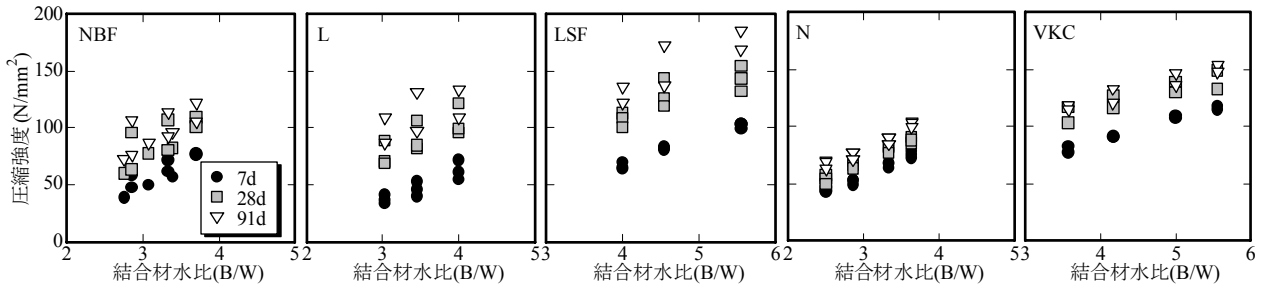 圧縮強度(N/mm²)
200
150
100
50
0
NBF
7d
28d
91d
2 3 4 5
結合材水比(B/W)
L
2 3 4 5
結合材水比(B/W)
LSF
3 4 5 6
結合材水比(B/W)
N
2 3 4 5
結合材水比(B/W)
VKC
3 4 5 6
結合材水比(B/W)